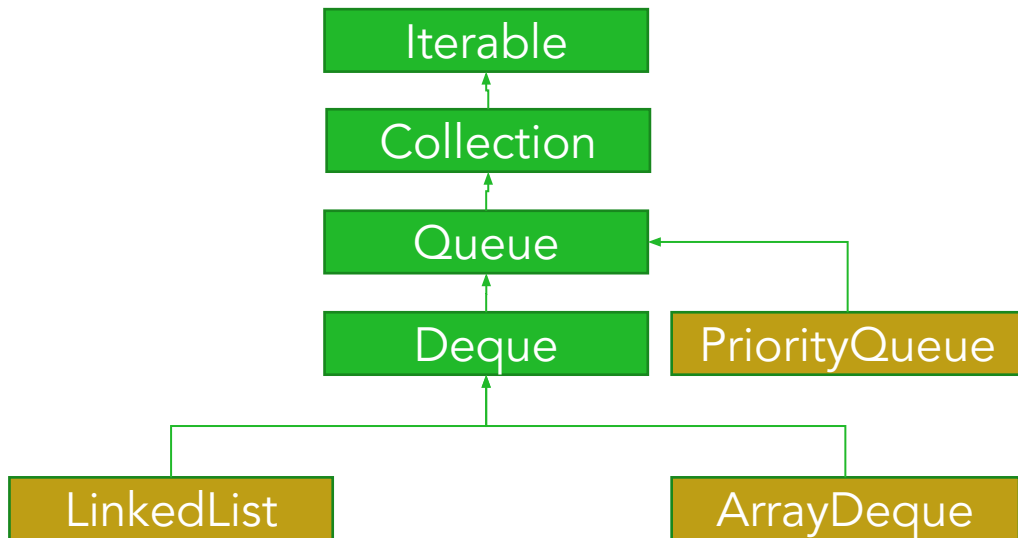 Iterable
Collection
Queue
Deque
PriorityQueue
LinkedList
ArrayDeque